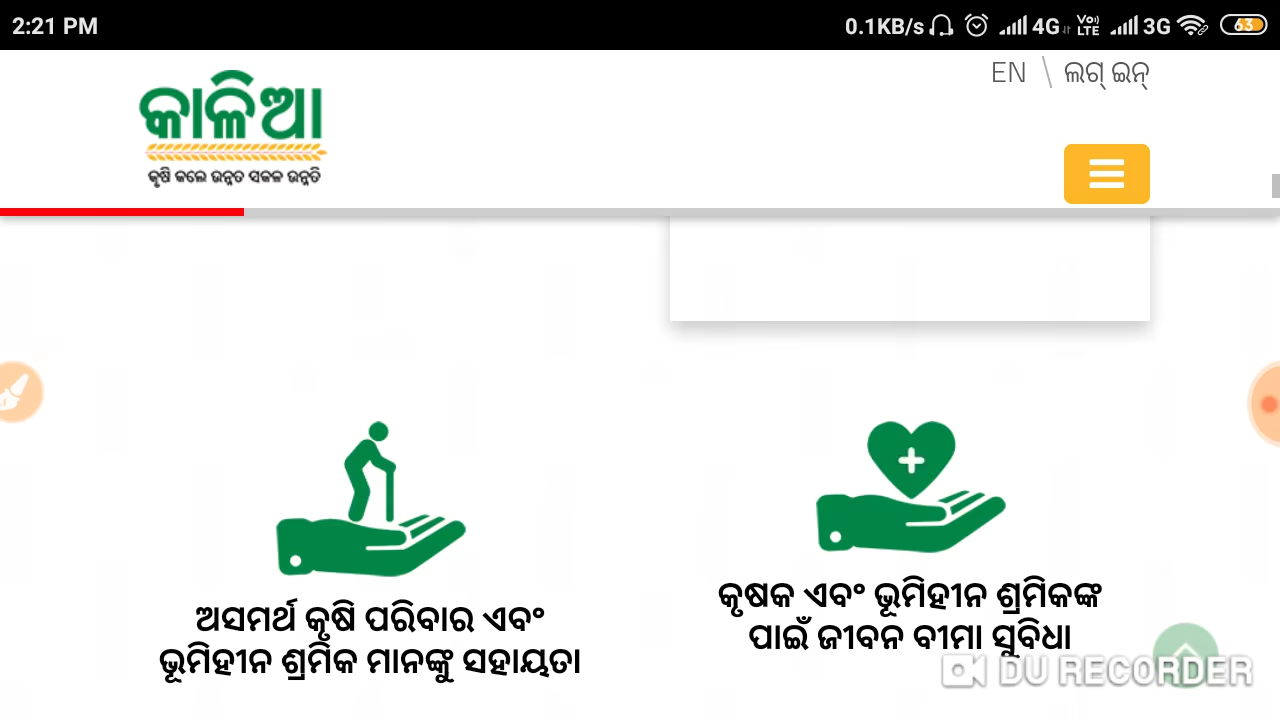 2:21 PM
0.1KB/s 4G Vo)) LTE 3G 63
EN \ ଲଗ୍ ଇନ୍
କାଳିଆ
କୃଷି କଲେ ଉନ୍ନତ ସକଳ ଉନ୍ନତି
ଅସମର୍ଥ କୃଷି ପରିବାର ଏବଂ
ଭୂମିହୀନ ଶ୍ରମିକ ମାନଙ୍କୁ ସହାୟତା
କୃଷକ ଏବଂ ଭୂମିହୀନ ଶ୍ରମିକଙ୍କ
ପାଇଁ ଜୀବନ ବୀମା ସୁବିଧା
DU RECORDER